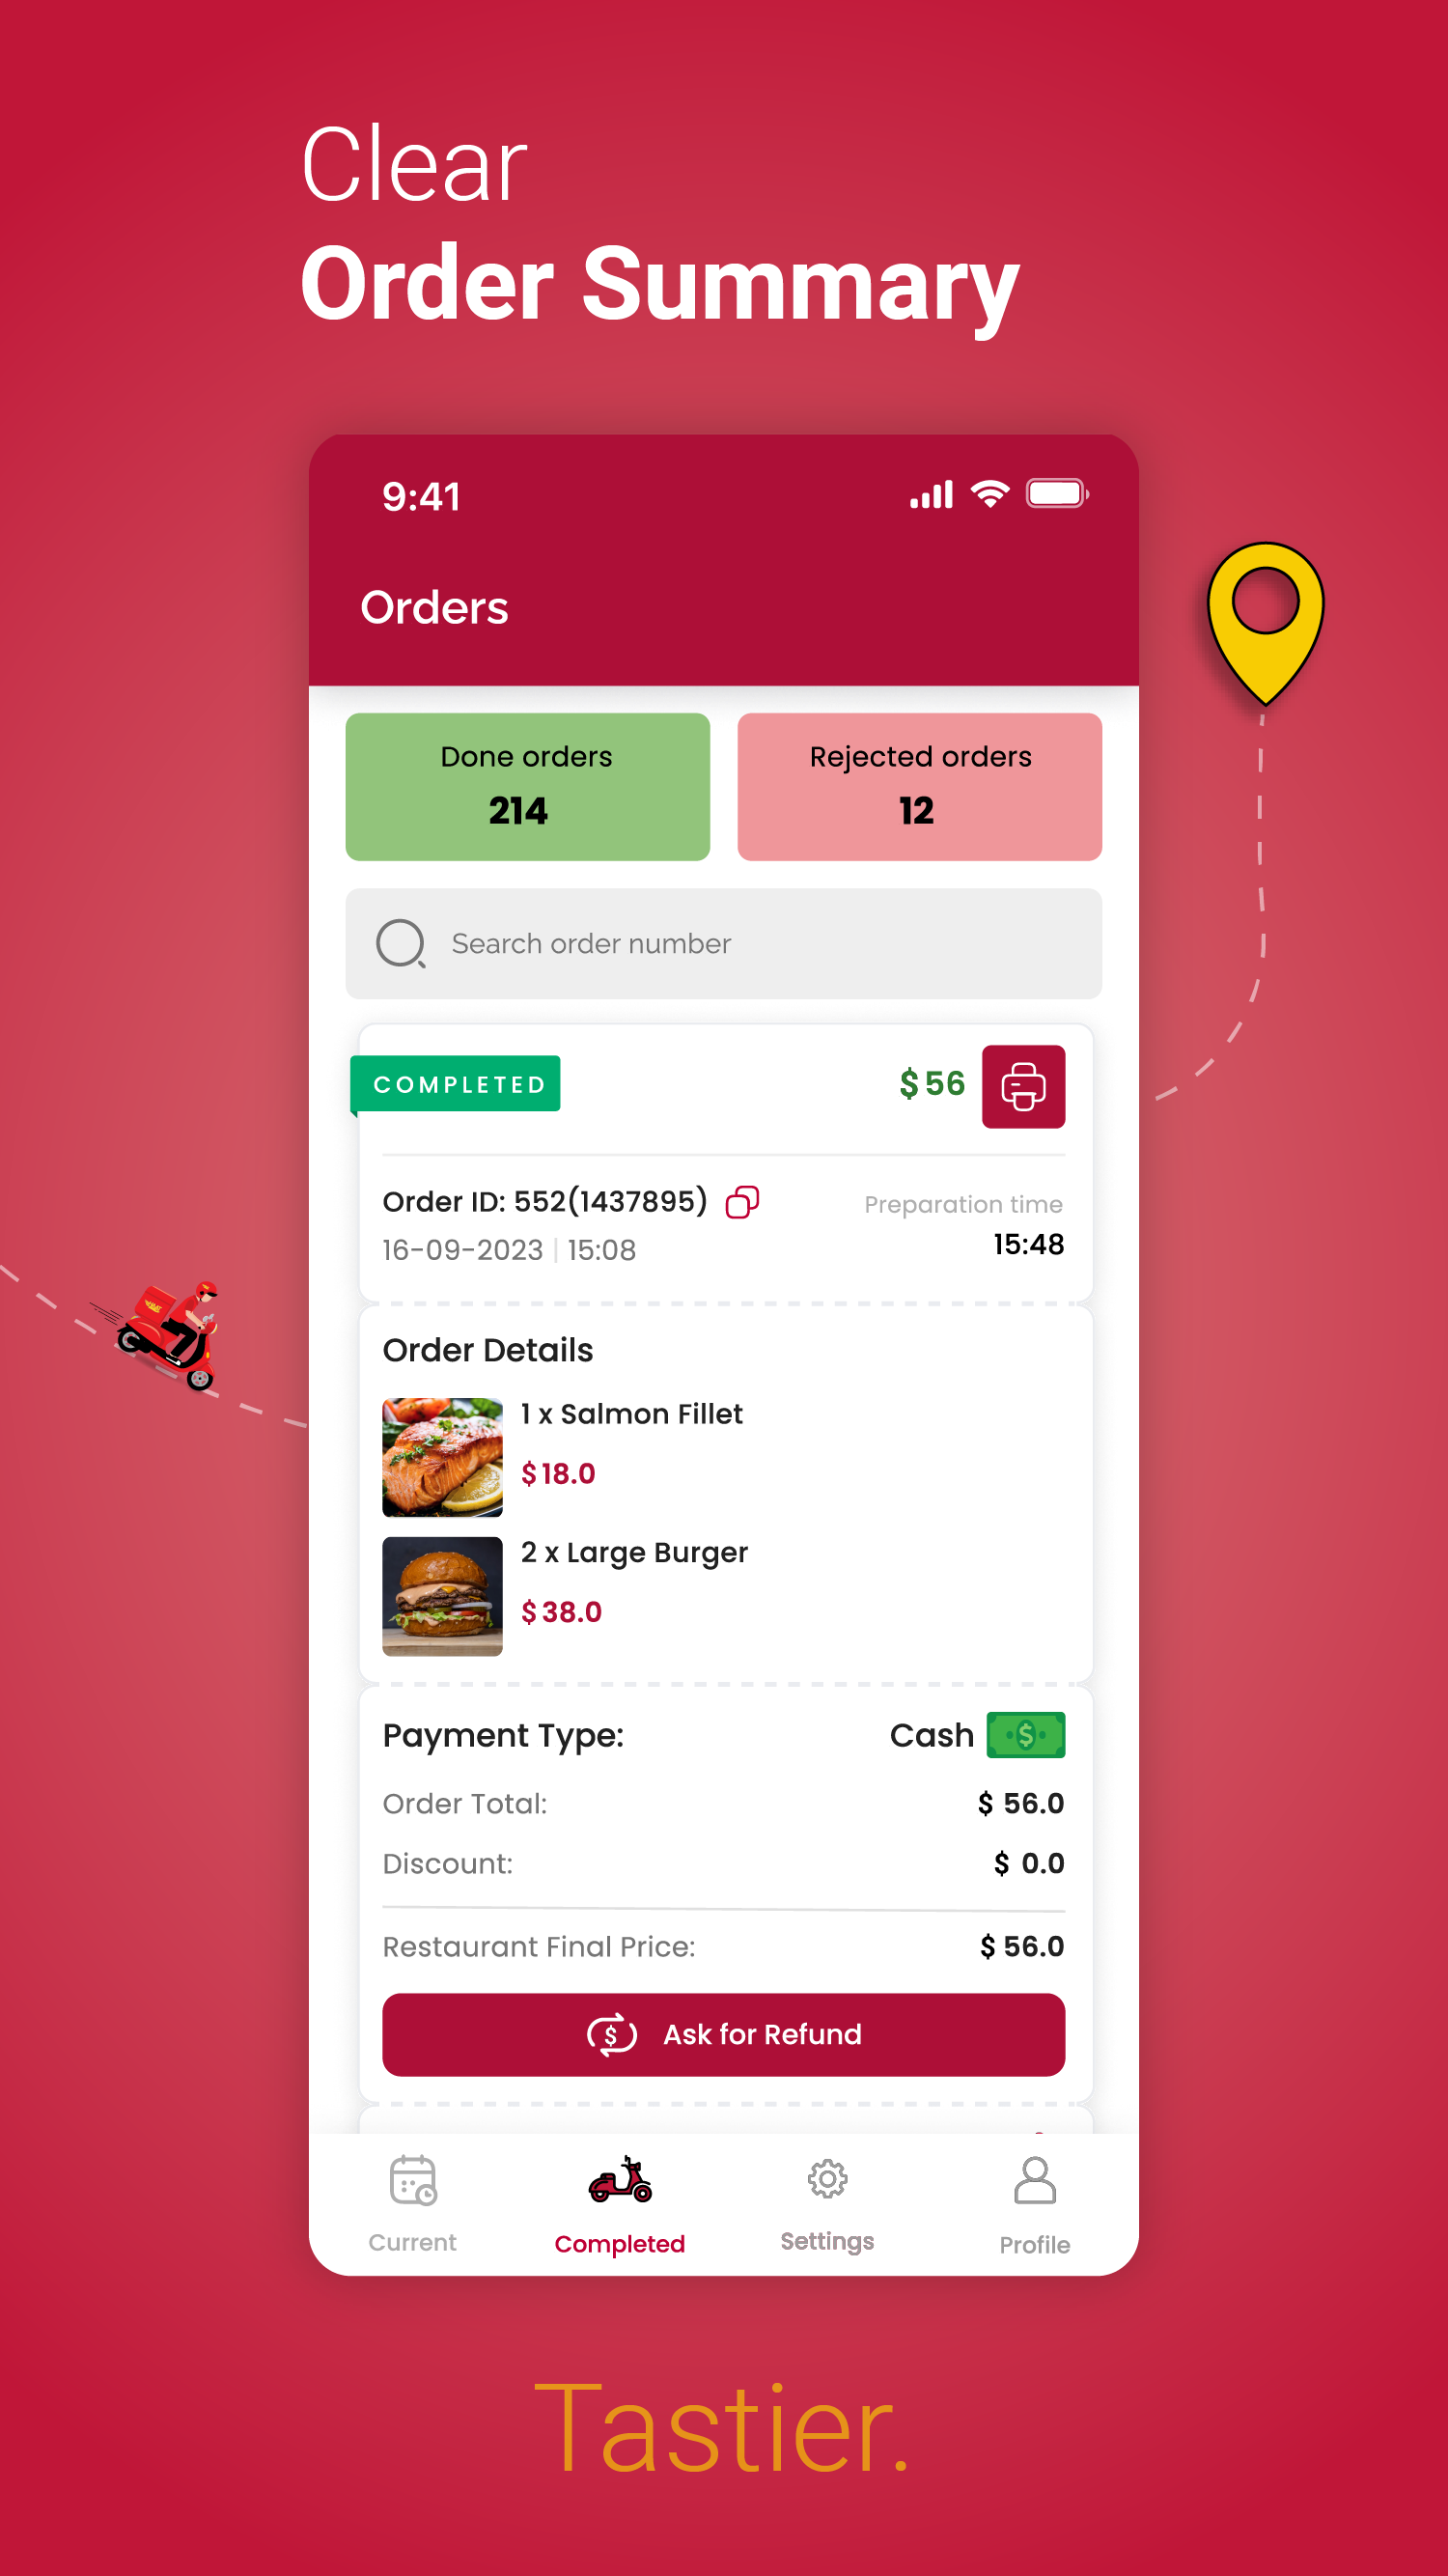 Clear
Order Summary
9:41
Orders
Done orders
214
Rejected orders
12
Search order number
COMPLETED
$ 56
Order ID: 552(1437895)
Preparation time
16-09-2023 | 15:08
15:48
Order Details
1 x Salmon Fillet
$ 18.0
2 x Large Burger
$ 38.0
Payment Type:
Cash
Order Total:
$ 56.0
Discount:
$ 0.0
Restaurant Final Price:
$ 56.0
Ask for Refund
Current
Completed
Settings
Profile
Tastier.